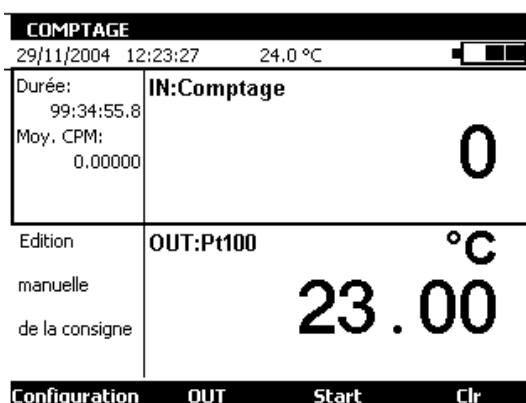 COMPTAGE
29/11/2004 12:23:27 24.0 °C
Durée:
99:34:55.8
Moy. CPM:
0.00000
IN:Comptage
0
Edition
manuelle
de la consigne
OUT:Pt100
°C
23.00
Configuration OUT Start Clr